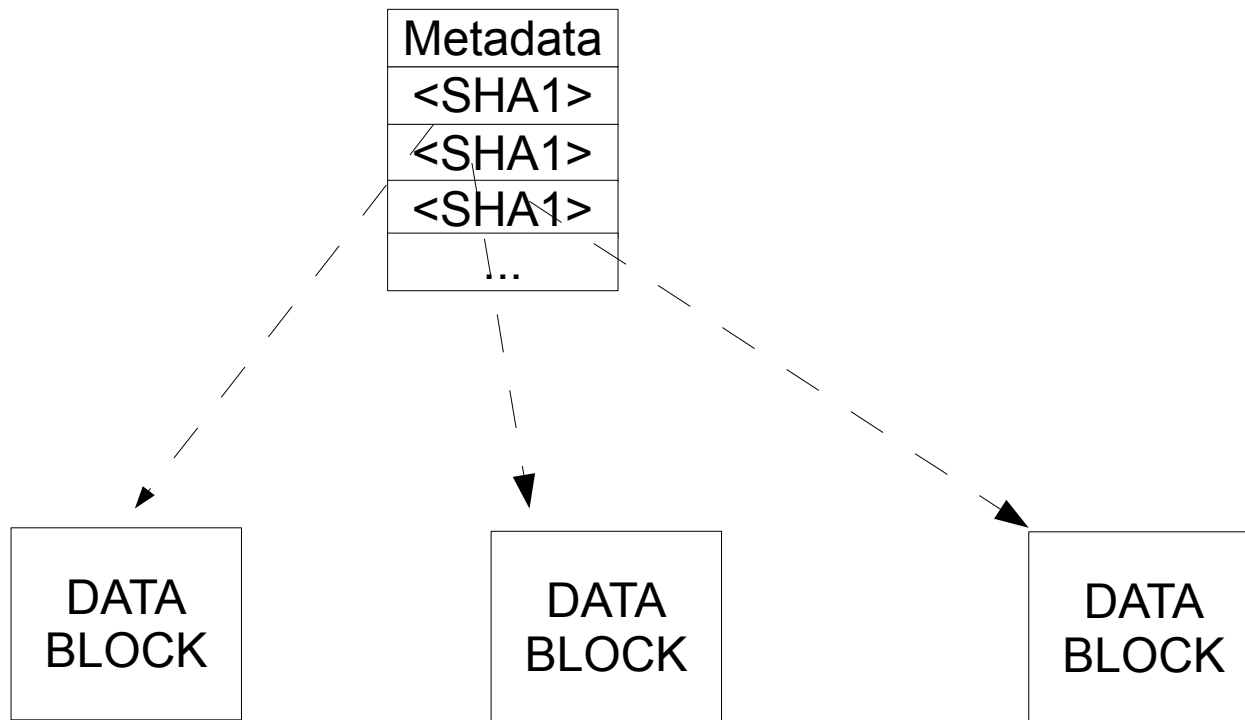 Metadata
<SHA1>
<SHA1>
<SHA1>
...
DATA
BLOCK
DATA
BLOCK
DATA
BLOCK